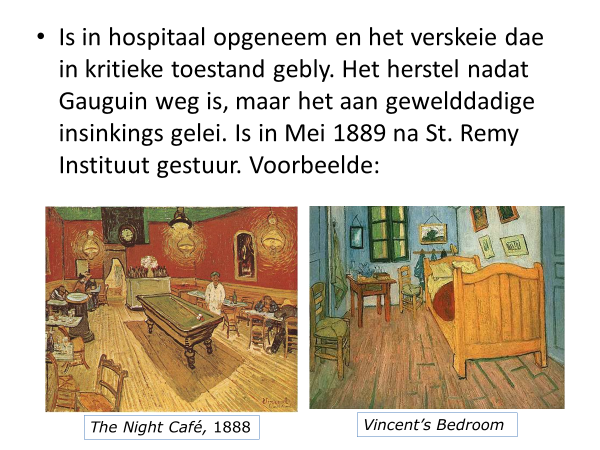 • Is in hospitaal opgeneem en het verskeie dae
in kritieke toestand gebly. Het herstel nadat
Gauguin weg is, maar het aan gewelddadige
insinkings gelei. Is in Mei 1889 na St. Remy
Instituut gestuur. Voorbeelde:
The Night Café, 1888
Vincent's Bedroom